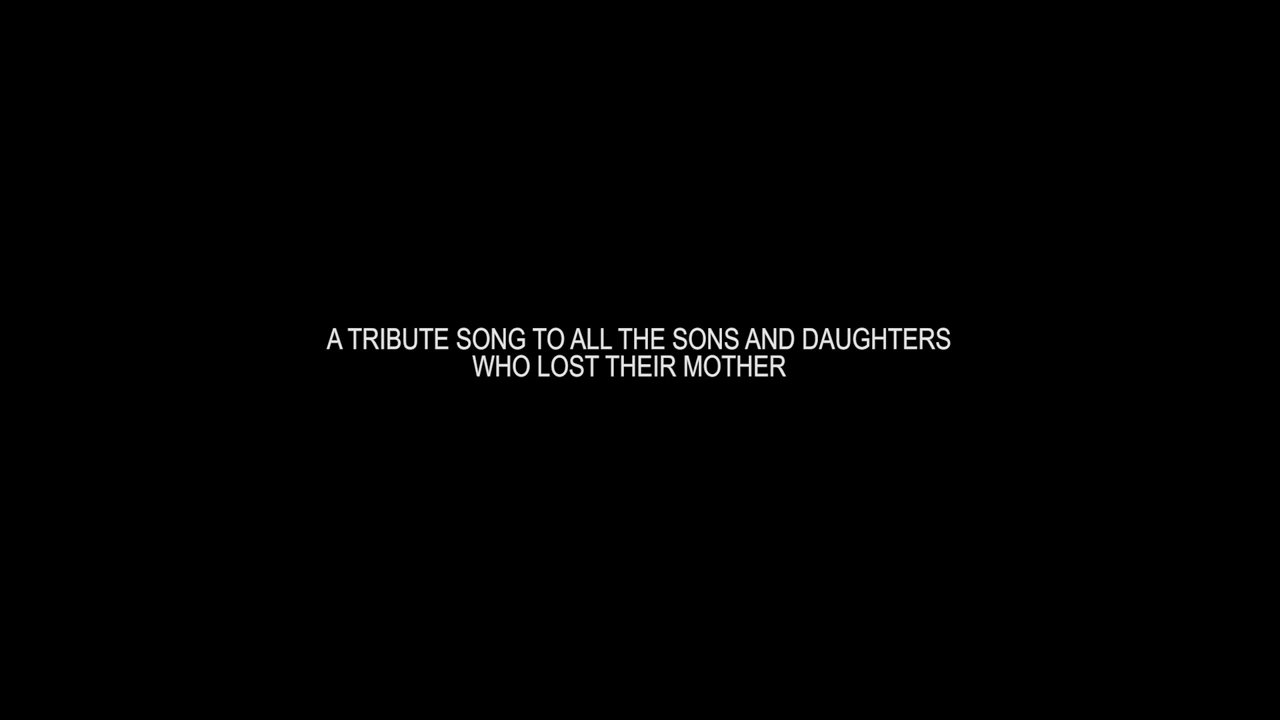 A TRIBUTE SONG TO ALL THE SONS AND DAUGHTERS
WHO LOST THEIR MOTHER